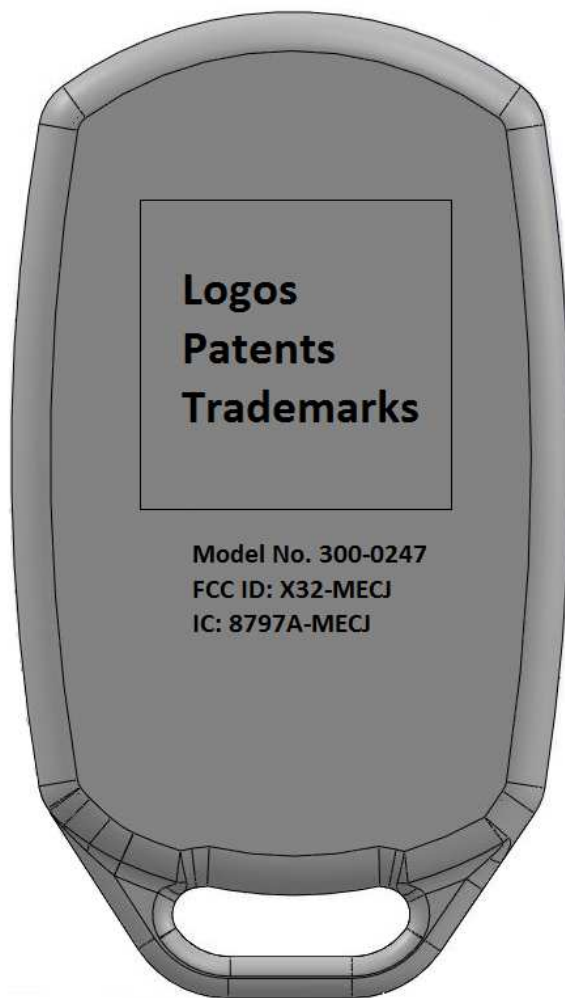 Logos
Patents
Trademarks
Model No. 300-0247
FCC ID: X32-MECJ
IC: 8797A-MECJ